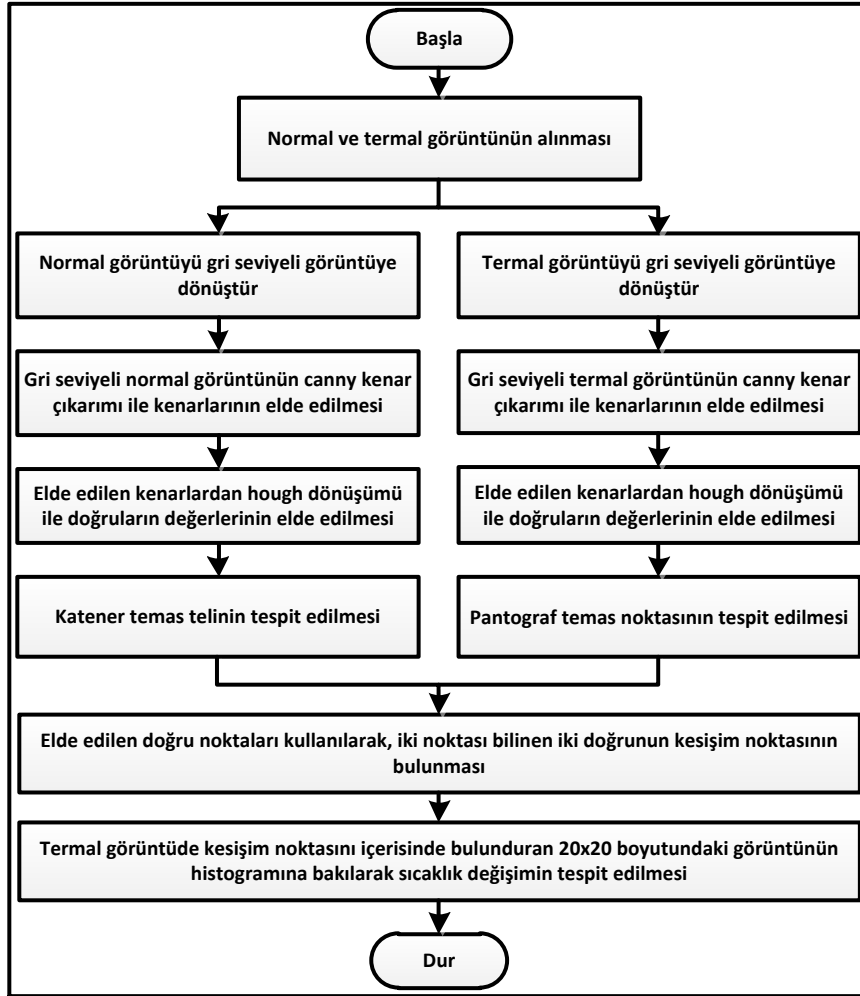 Başla
Normal ve termal görüntünün alınması
Normal görüntüyü gri seviyeli görüntüye
dönüştür
Termal görüntüyü gri seviyeli görüntüye
dönüştür
Gri seviyeli normal görüntünün canny kenar
çıkarımı ile kenarlarının elde edilmesi
Gri seviyeli termal görüntünün canny kenar
çıkarımı ile kenarlarının elde edilmesi
Elde edilen kenarlardan hough dönüşümü
ile doğruların değerlerinin elde edilmesi
Elde edilen kenarlardan hough dönüşümü
ile doğruların değerlerinin elde edilmesi
Katener temas telinin tespit edilmesi
Pantograf temas noktasının tespit edilmesi
Elde edilen doğru noktaları kullanılarak, iki noktası bilinen iki doğrunun kesişim noktasının
bulunması
Termal görüntüde kesişim noktasını içerisinde bulunduran 20x20 boyutundaki görüntünün
histogramına bakılarak sıcaklık değişimin tespit edilmesi
Dur